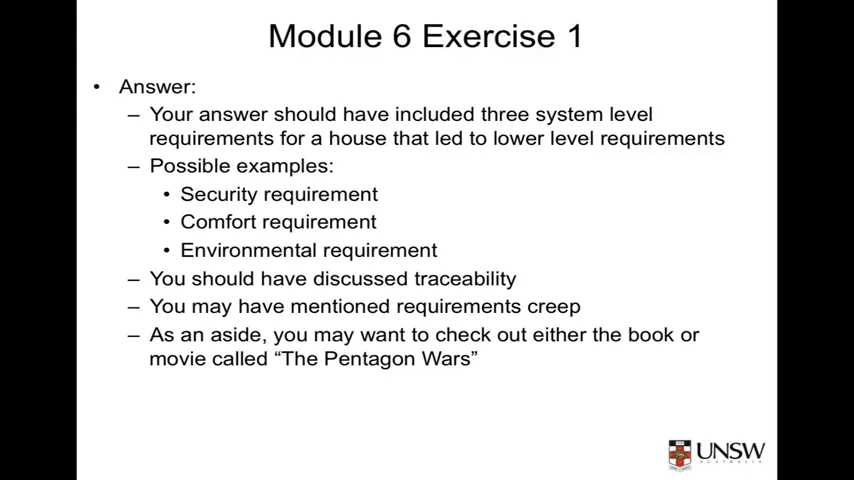 Module 6 Exercise 1
• Answer:
– Your answer should have included three system level
requirements for a house that led to lower level requirements
– Possible examples:
• Security requirement
• Comfort requirement
• Environmental requirement
– You should have discussed traceability
– You may have mentioned requirements creep
– As an aside, you may want to check out either the book or
movie called “The Pentagon Wars”
UNSW
AUSTRALIA